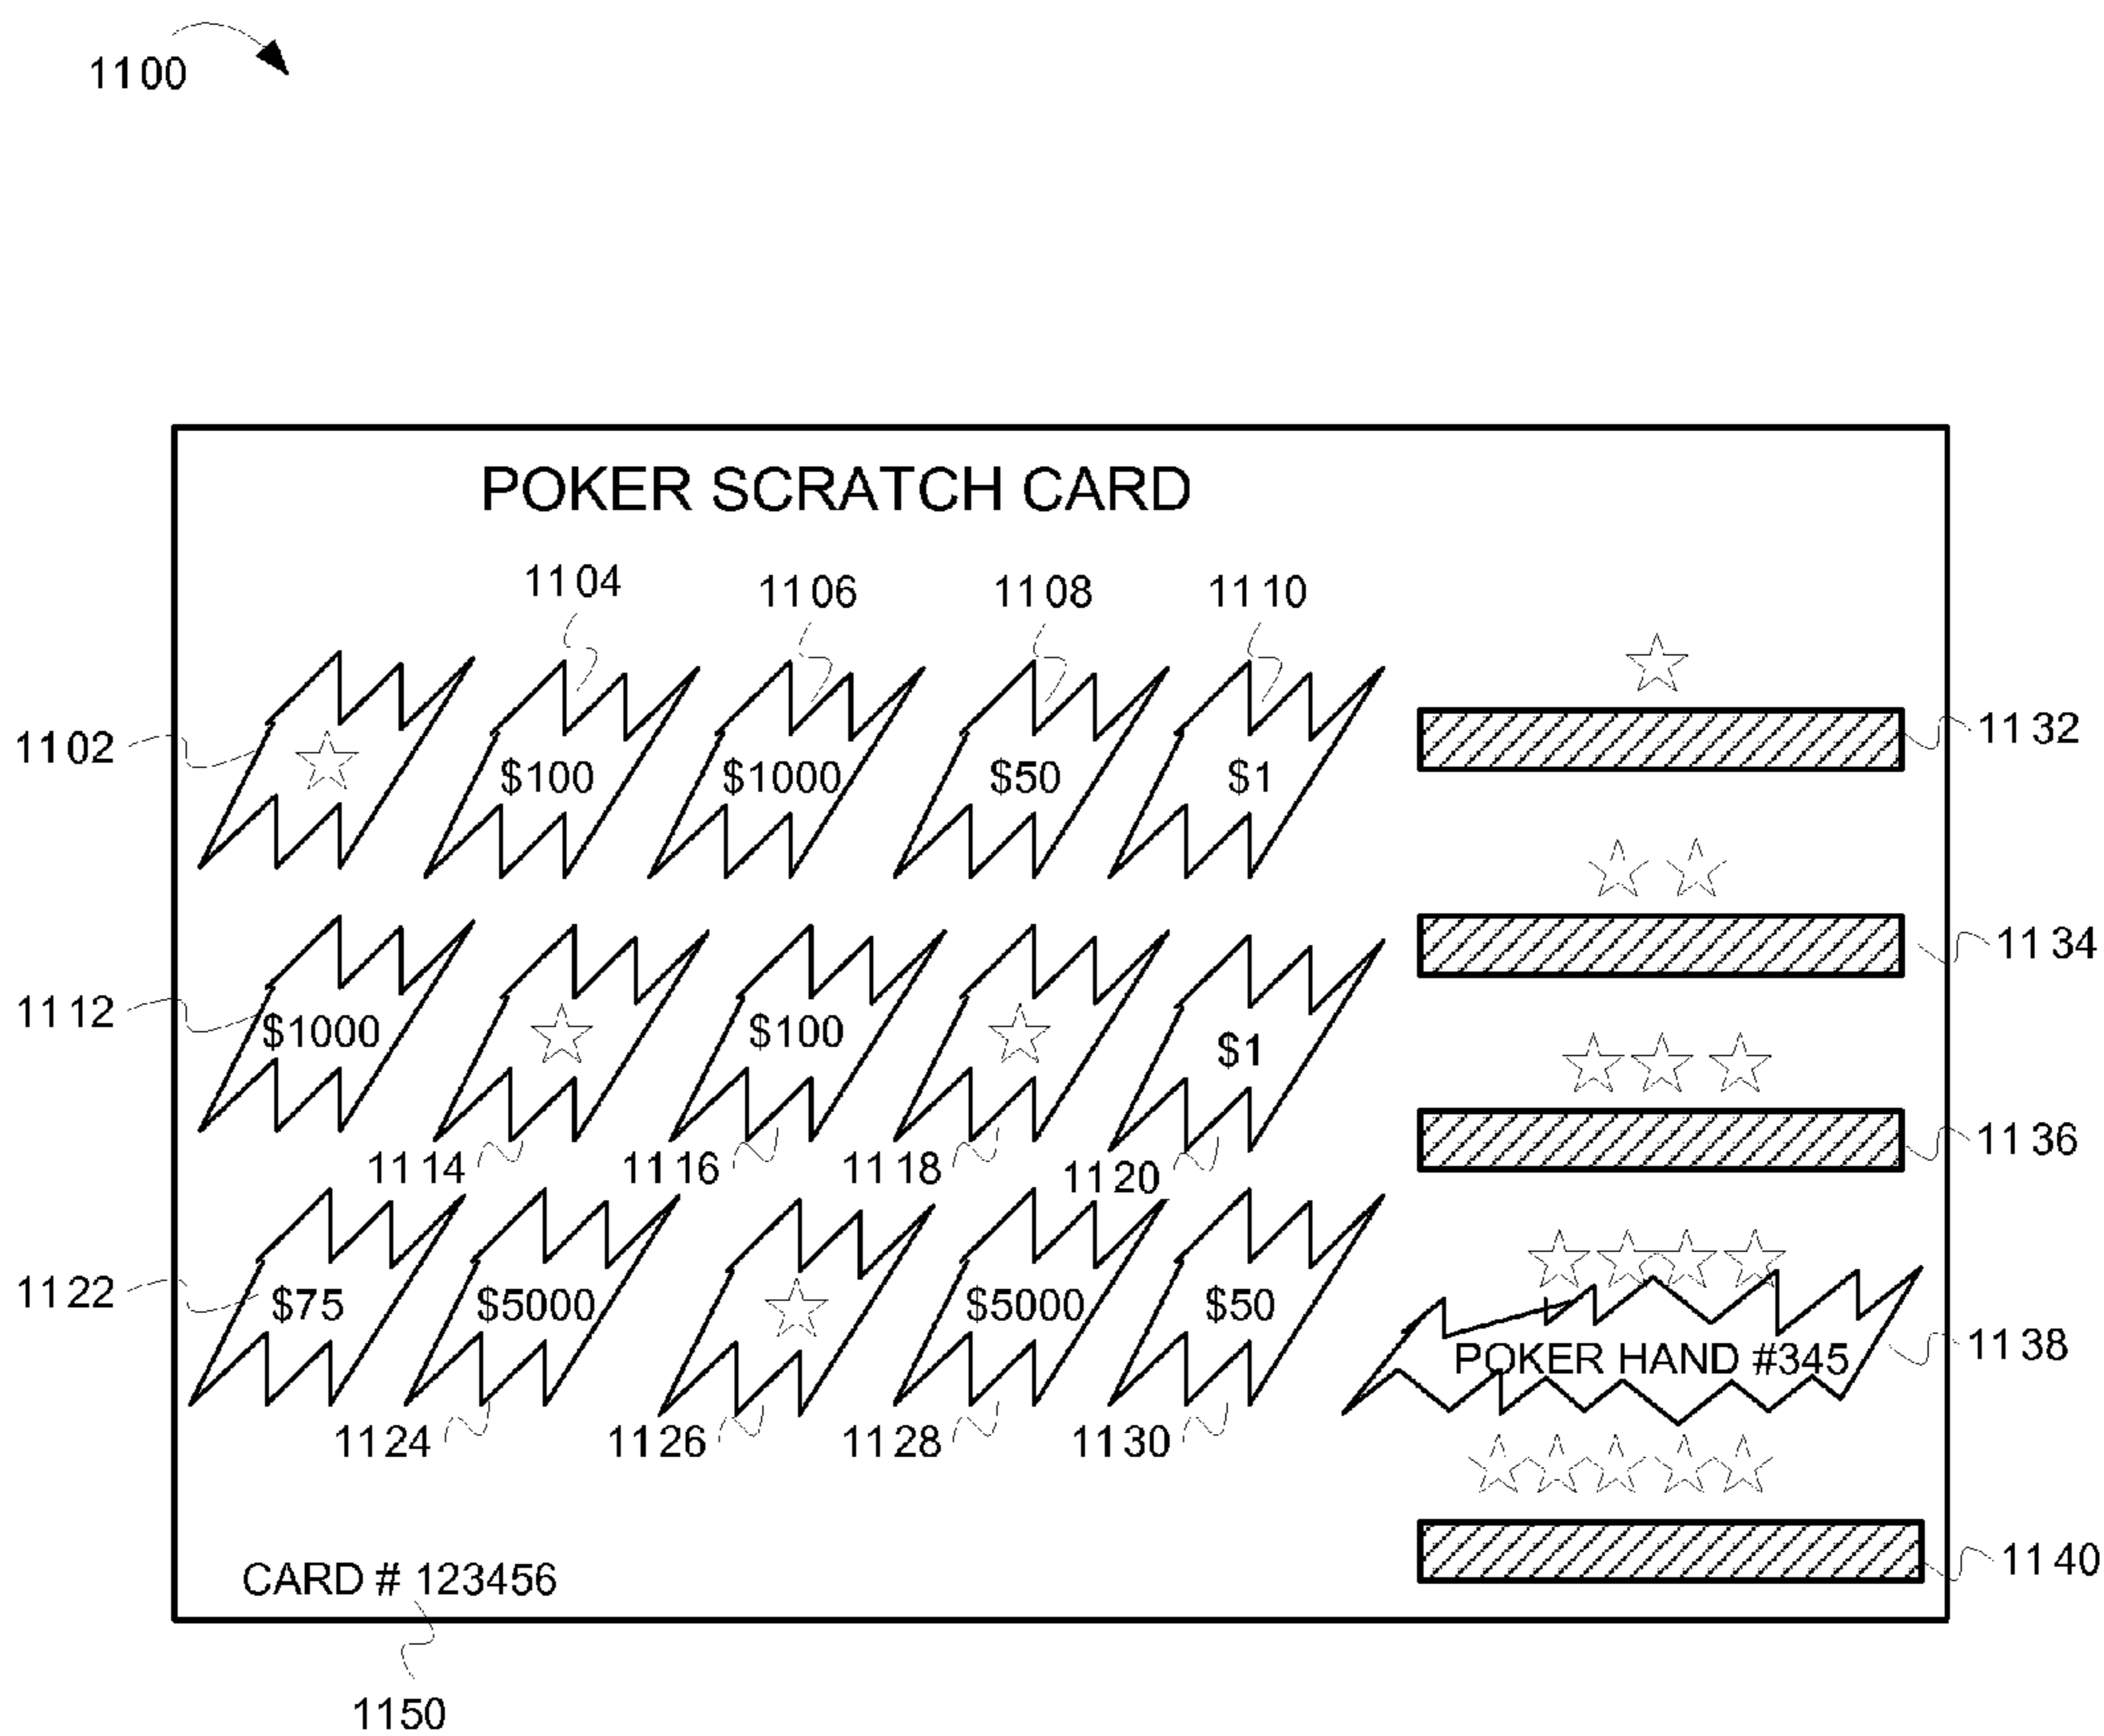 1100
POKER SCRATCH CARD
1104 1106 1108 1110
1102 $100 $1000 $50 $1 1132
1134
1112 $1000 $100 $1
1114 1116 1118 1120 1136
1122 $75 $5000 $5000 $50
POKER HAND #345 1138
1124 1126 1128 1130
CARD # 123456 1140
1150